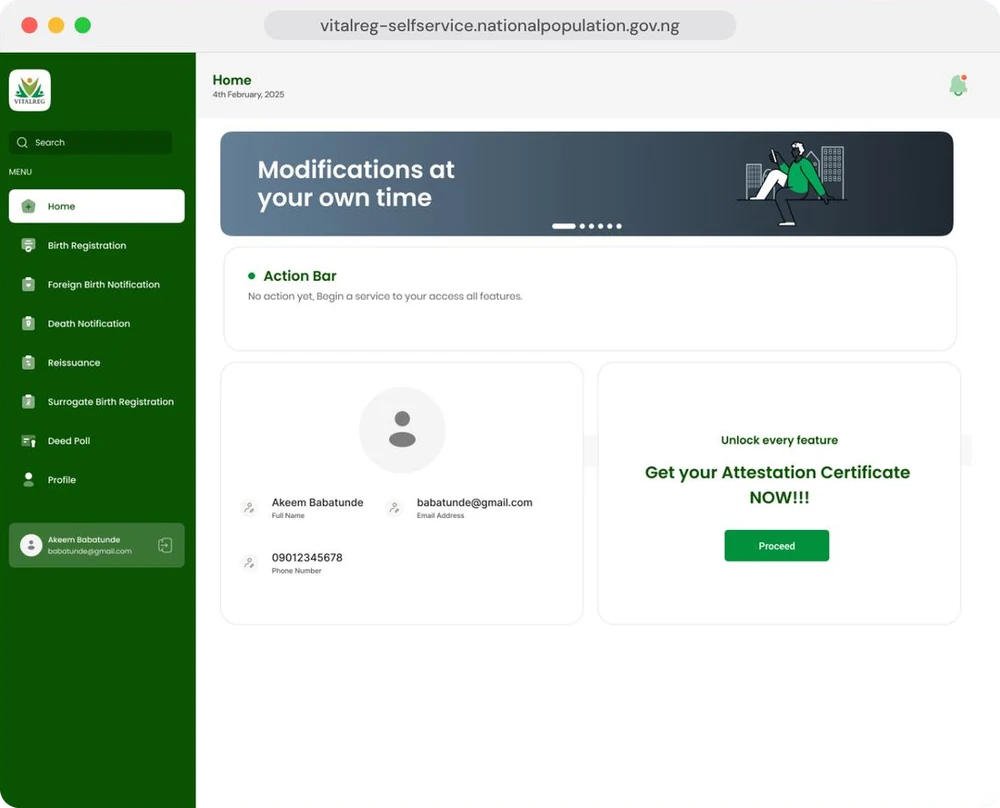 vitalreg-selfservice.nationalpopulation.gov.ng
VITALREG
Search
MENU
Home
Birth Registration
Foreign Birth Notification
Death Notification
Reissuance
Surrogate Birth Registration
Deed Poll
Profile
Akeem Babatunde
babatunde@gmail.com
Home
4th February, 2025
Modifications at
your own time
Action Bar
No action yet, Begin a service to your access all features.
Akeem Babatunde
Full Name
babatunde@gmail.com
Email Address
09012345678
Phone Number
Unlock every feature
Get your Attestation Certificate
NOW!!!
Proceed